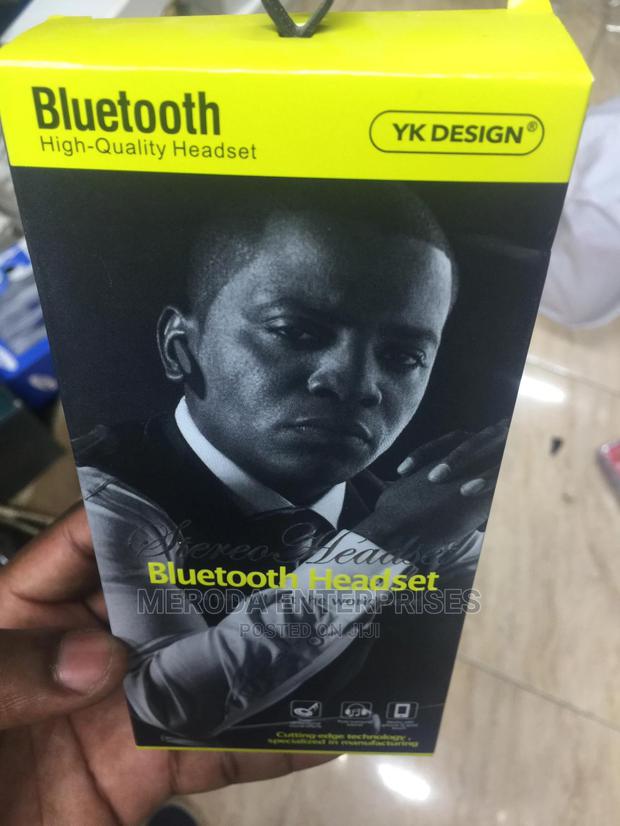 Bluetooth
High-Quality Headset
YK DESIGN®
Stereo Headset
Bluetooth Headset
MERODA ENTERPRISES
POSTED ON JIJI
Cutting-edge technology,
specialized in manufacturing